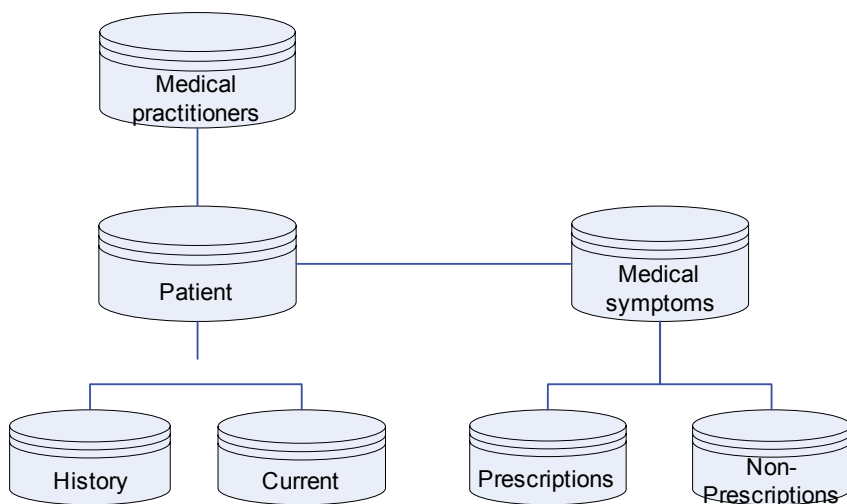 Medical
practitioners
Patient
Medical
symptoms
History
Current
Prescriptions
Non-
Prescriptions